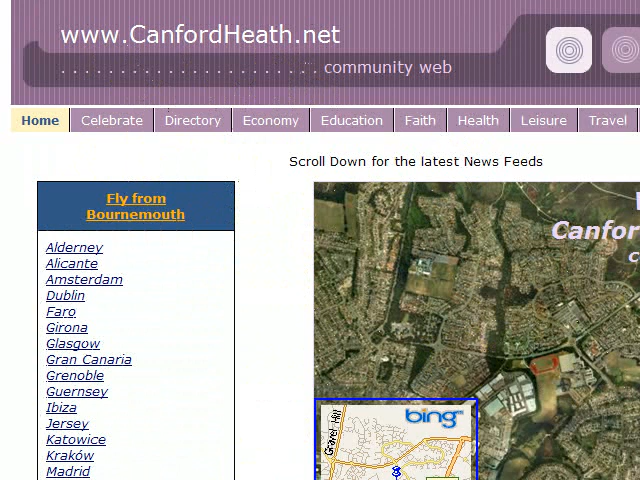 www.CanfordHeath.net
. . . . . . . . . . . . . . . . . . . . . . community web
Home Celebrate Directory Economy Education Faith Health Leisure Travel
Scroll Down for the latest News Feeds
Fly from
Bournemouth
Alderney
Alicante
Amsterdam
Dublin
Faro
Girona
Glasgow
Gran Canaria
Grenoble
Guernsey
Ibiza
Jersey
Katowice
Kraków
Madrid
Canfor
bing
Gravel Hill